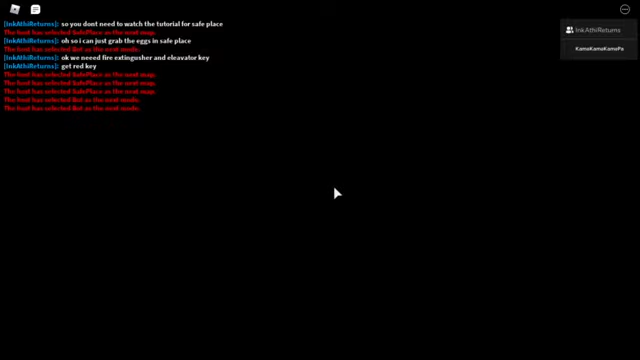 [InkAthiReturns]: so you dont need to watch the tutorial for safe place
The host has selected SafePlace as the next map.
[InkAthiReturns]: oh so i can just grab the eggs in safe place
The host has selected Bot as the next mode.
[InkAthiReturns]: ok we neeed fire extingusher and eleavator key
[InkAthiReturns]: get red key
The host has selected SafePlace as the next map.
The host has selected SafePlace as the next map.
The host has selected SafePlace as the next map.
The host has selected Bot as the next mode.
The host has selected Bot as the next mode.
InkAthiReturns
KamsKamsKamsPa